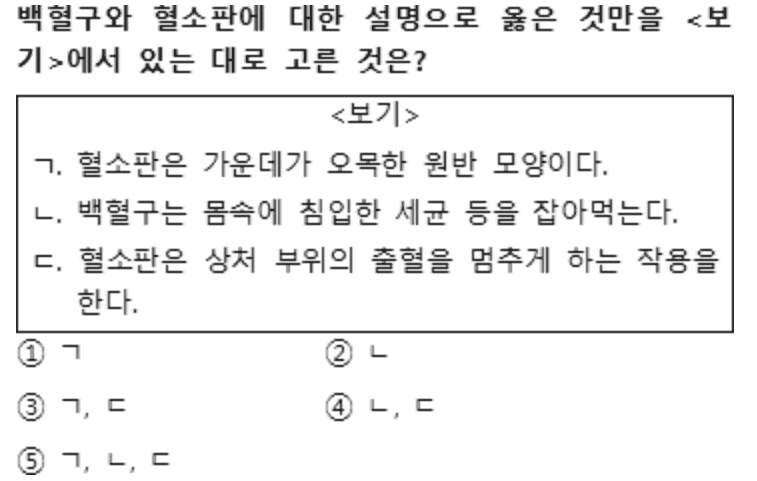 백혈구와 혈소판에 대한 설명으로 옳은 것만을 <보
기>에서 있는 대로 고른 것은?
<보기>
ㄱ. 혈소판은 가운데가 오목한 원반 모양이다.
ㄴ. 백혈구는 몸속에 침입한 세균 등을 잡아먹는다.
ㄷ. 혈소판은 상처 부위의 출혈을 멈추게 하는 작용을
한다.
① ㄱ ② ㄴ
③ ㄱ, ㄷ ④ ㄴ, ㄷ
⑤ ㄱ, ㄴ, ㄷ